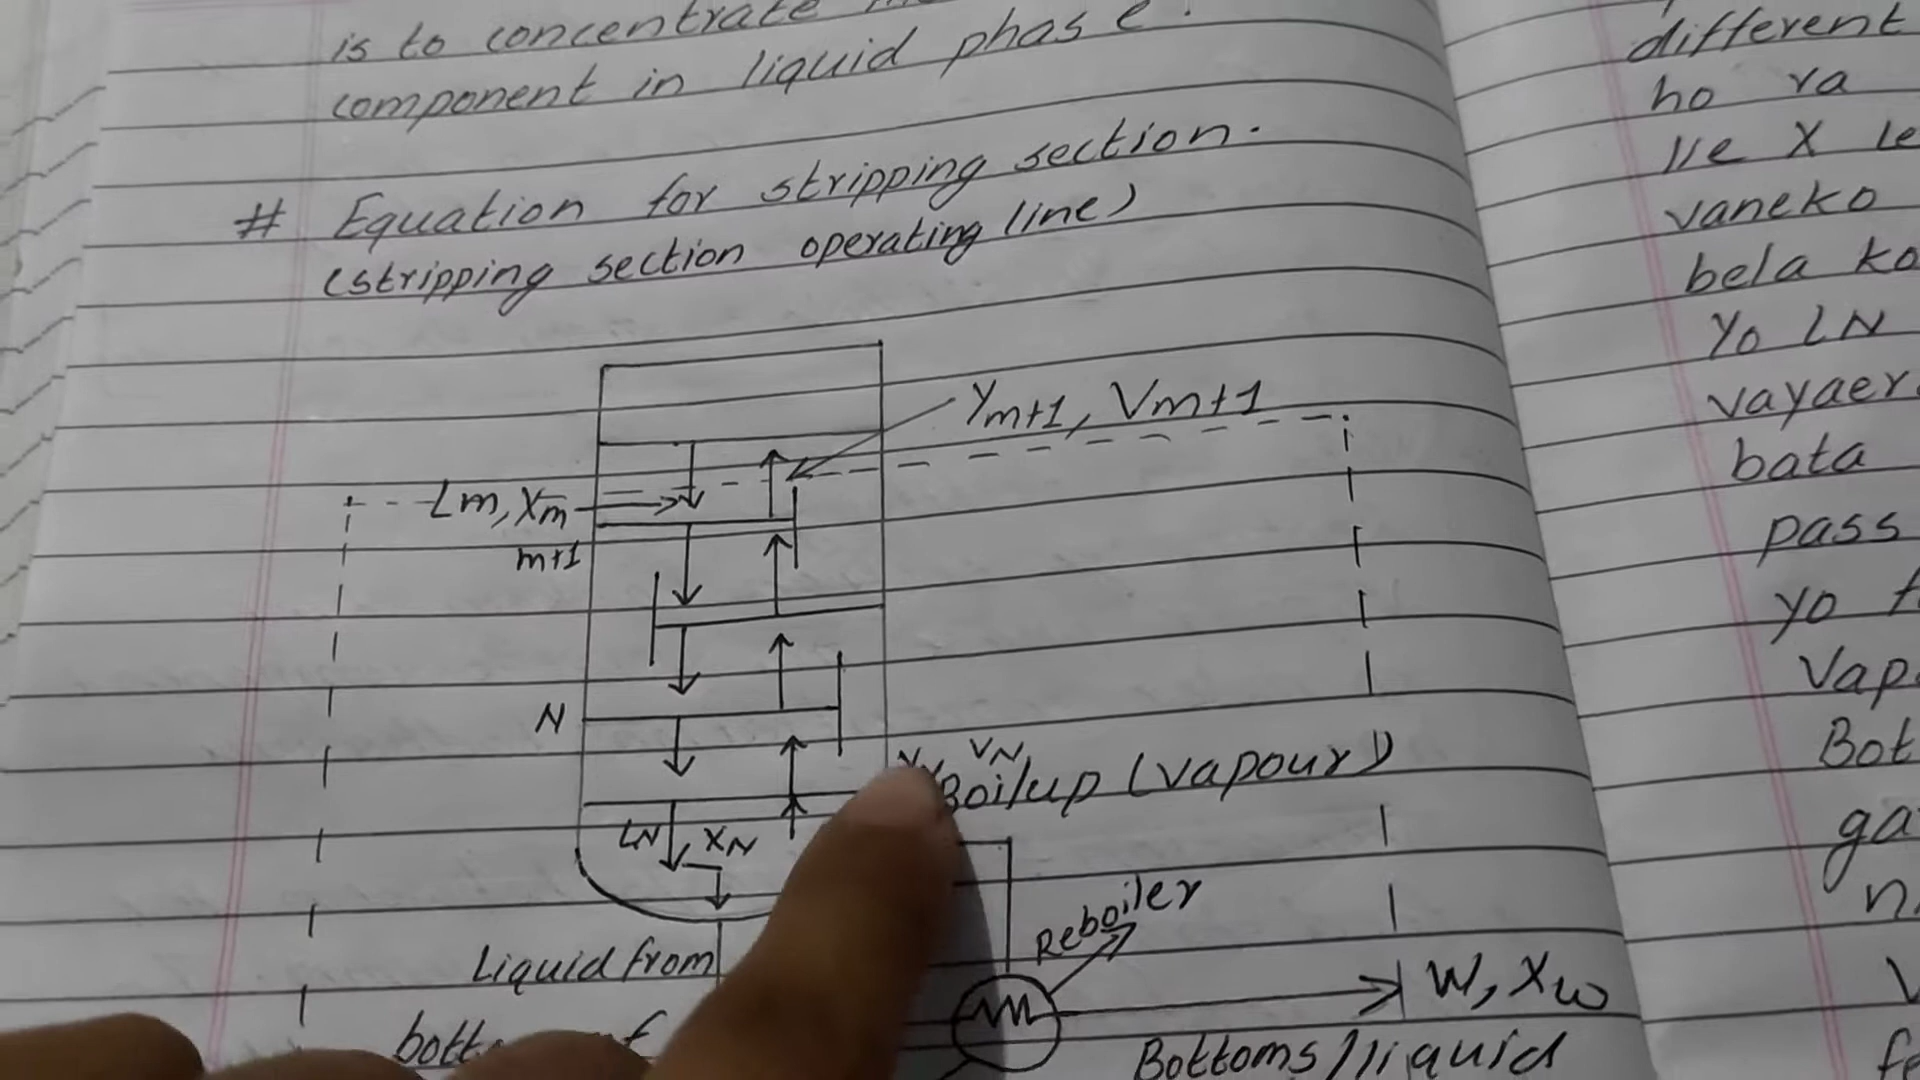 is to concentrate
component in liquid phase.
# Equation for stripping section.
(stripping section operating line)
Ym+1, Vm+1
Lm, Xm
m+1
N
VN
Boilup (vapour)
LN XN
Reboiler
Liquid from
W, Xw
Bottoms/liquid
different
ho ra
lie X le
vaneko
bela ko
Yo LN
bata
pass
yo